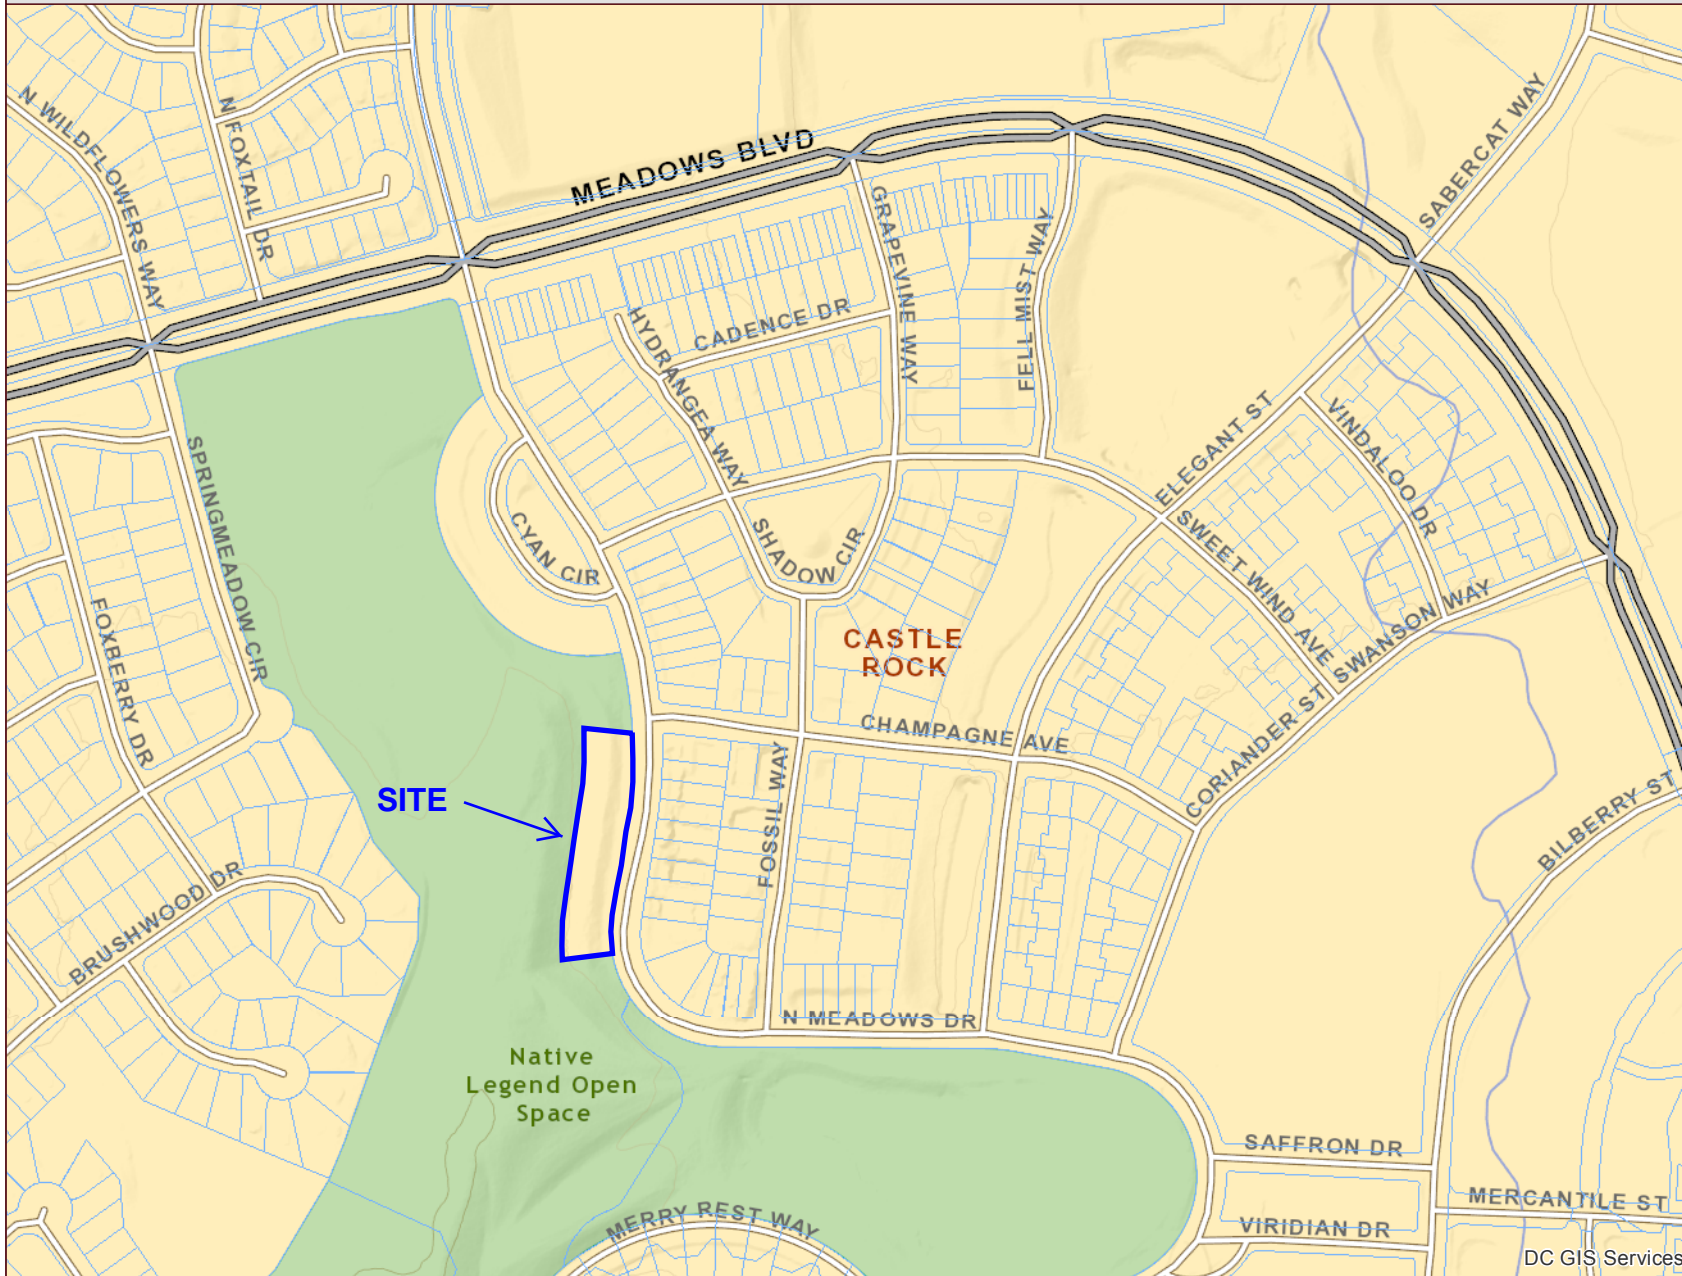 N WILDFLOWERS WAY
N FOXTAIL DR
MEADOWS BLVD
SABERCAT WAY
GRAPEVINE WAY
FELL MIST WAY
HYDRANGEA WAY
CADENCE DR
ELEGANT ST
VINDALOO DR
SPRINGMEADOW CIR
CYAN CIR
SHADOW CIR
SWEET WIND AVE
SWANSON WAY
FOXBERRY DR
CASTLE
ROCK
CHAMPAGNE AVE
CORIANDER ST
SITE
FOSSIL WAY
BILBERRY ST
BRUSHWOOD DR
N MEADOWS DR
Native
Legend Open
Space
SAFFRON DR
MERCANTILE ST
MERRY REST WAY
VIRIDIAN DR
DC GIS Services